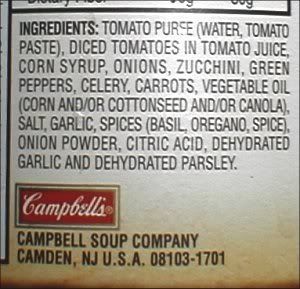 INGREDIENTS: TOMATO PUREE (WATER, TOMATO
PASTE), DICED TOMATOES IN TOMATO JUICE,
CORN SYRUP, ONIONS, ZUCCHINI, GREEN
PEPPERS, CELERY, CARROTS, VEGETABLE OIL
(CORN AND/OR COTTONSEED AND/OR CANOLA),
SALT, GARLIC, SPICES (BASIL, OREGANO, SPICE),
ONION POWDER, CITRIC ACID, DEHYDRATED
GARLIC AND DEHYDRATED PARSLEY.
Campbell's®
CAMPBELL SOUP COMPANY
CAMDEN, NJ U.S.A. 08103-1701